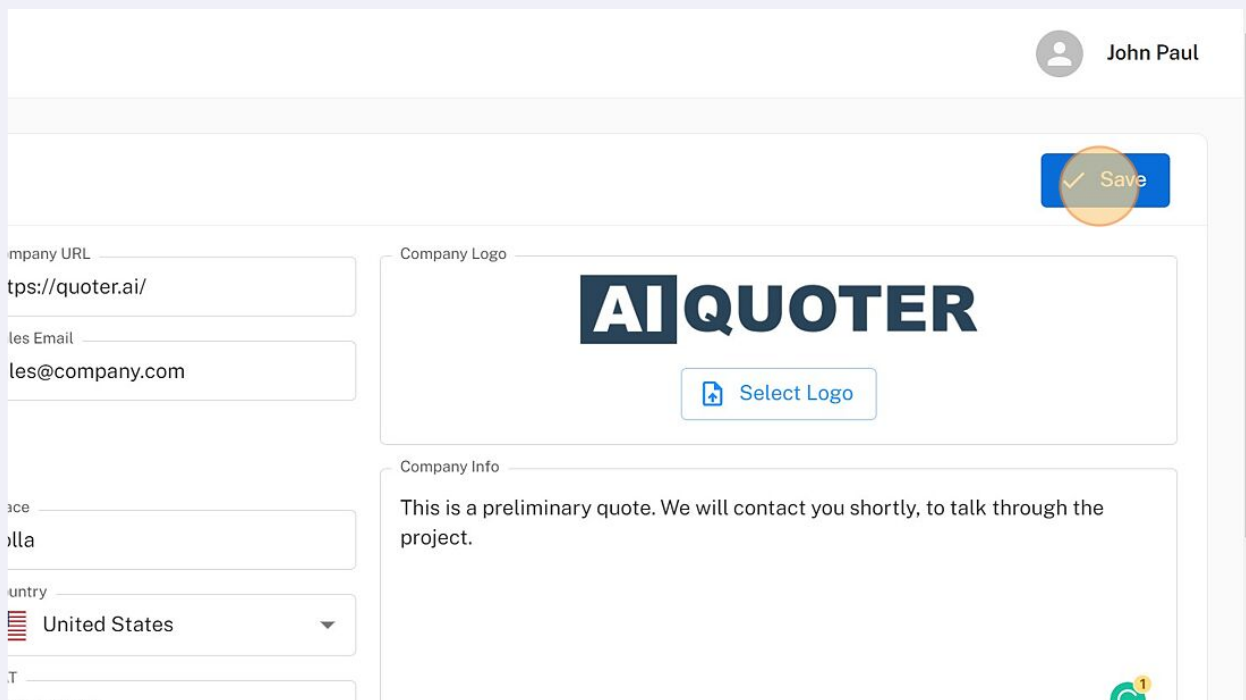 John Paul
Save
mpany URL
tps://quoter.ai/
les Email
les@company.com
ace
olla
untry
United States
Company Logo
AI QUOTER
Select Logo
Company Info
This is a preliminary quote. We will contact you shortly, to talk through the
project.
1